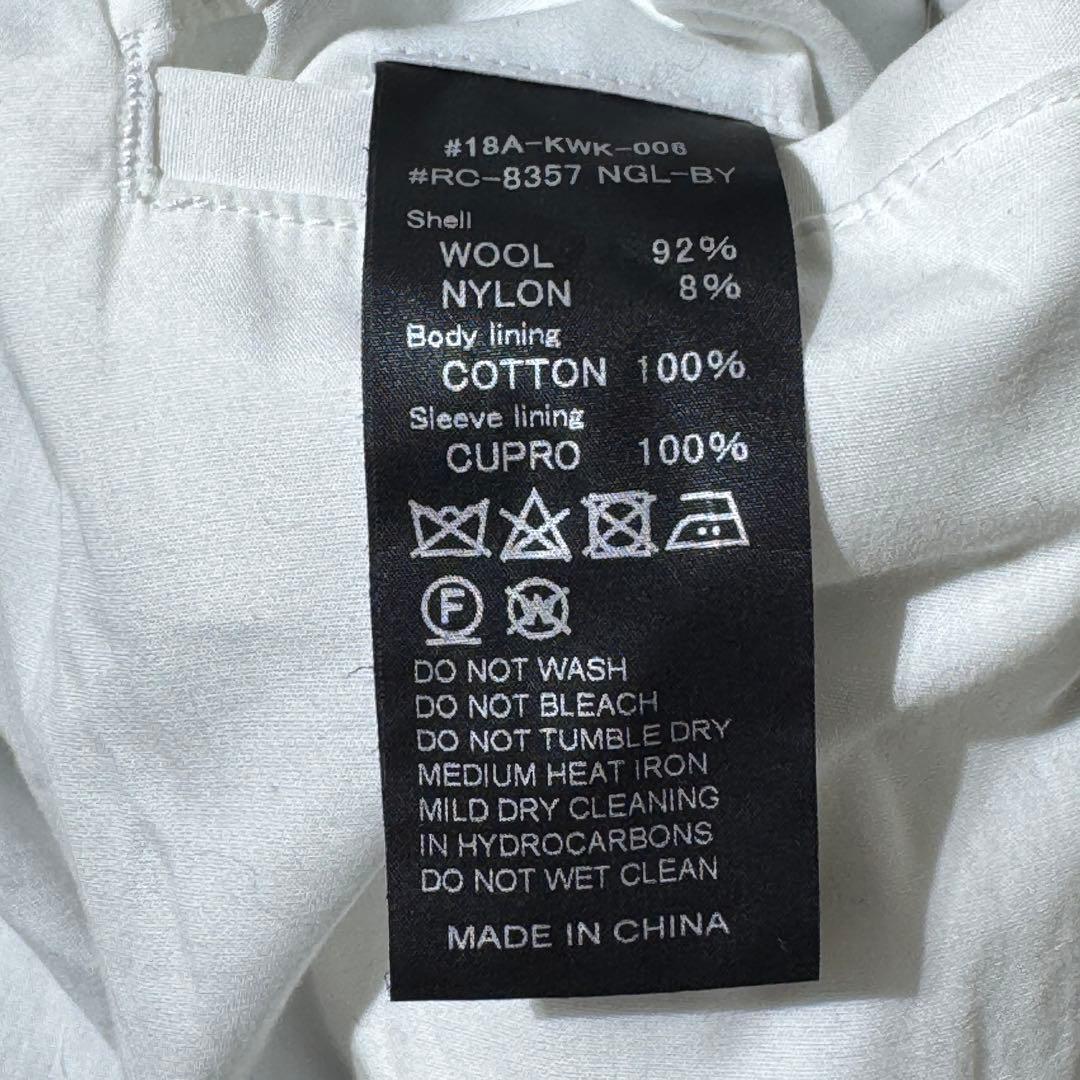 #18A-KWK-006
#RC-8357 NGL-BY
Shell
WOOL 92%
NYLON 8%
Body lining
COTTON 100%
Sleeve lining
CUPRO 100%
F W
DO NOT WASH
DO NOT BLEACH
DO NOT TUMBLE DRY
MEDIUM HEAT IRON
MILD DRY CLEANING
IN HYDROCARBONS
DO NOT WET CLEAN
MADE IN CHINA